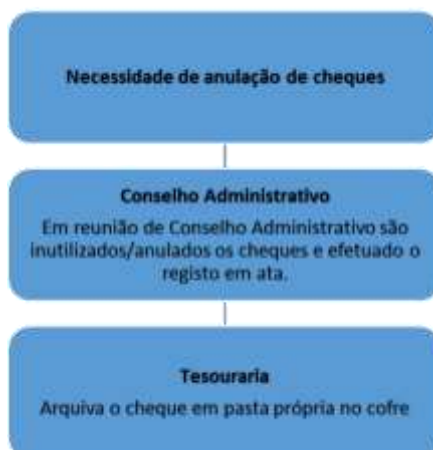 Necessidade de anulação de cheques
Conselho Administrativo
Em reunião de Conselho Administrativo são
inutilizados/anulados os cheques e efetuado o
registo em ata.
Tesouraria
Arquiva o cheque em pasta própria no cofre